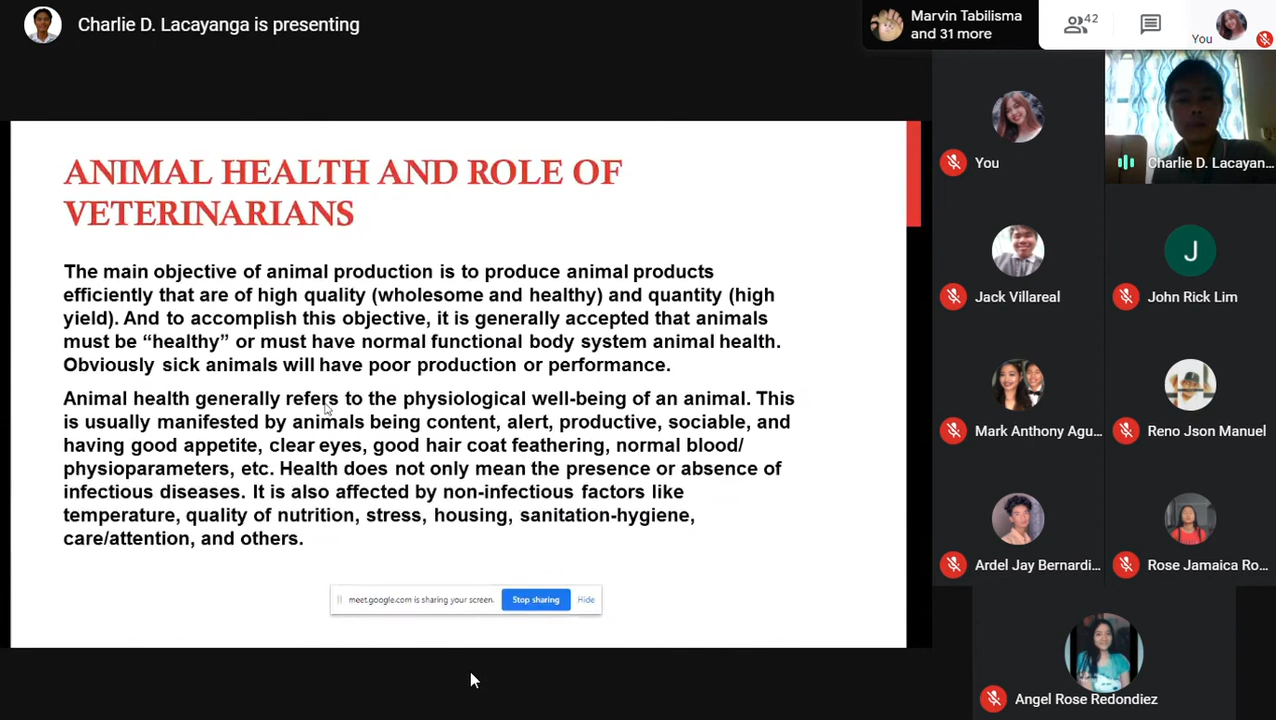 Charlie D. Lacayanga is presenting
Marvin Tabilisma
and 31 more
42
You
ANIMAL HEALTH AND ROLE OF
VETERINARIANS
The main objective of animal production is to produce animal products
efficiently that are of high quality (wholesome and healthy) and quantity (high
yield). And to accomplish this objective, it is generally accepted that animals
must be “healthy” or must have normal functional body system animal health.
Obviously sick animals will have poor production or performance.
Animal health generally refers to the physiological well-being of an animal. This
is usually manifested by animals being content, alert, productive, sociable, and
having good appetite, clear eyes, good hair coat feathering, normal blood/
physioparameters, etc. Health does not only mean the presence or absence of
infectious diseases. It is also affected by non-infectious factors like
temperature, quality of nutrition, stress, housing, sanitation-hygiene,
care/attention, and others.
meet.google.com is sharing your screen.
Stop sharing
Hide
You
Charlie D. Lacayan...
Jack Villareal
J
John Rick Lim
Mark Anthony Agu...
Reno Json Manuel
Ardel Jay Bernardi...
Rose Jamaica Ro...
Angel Rose Redondiez